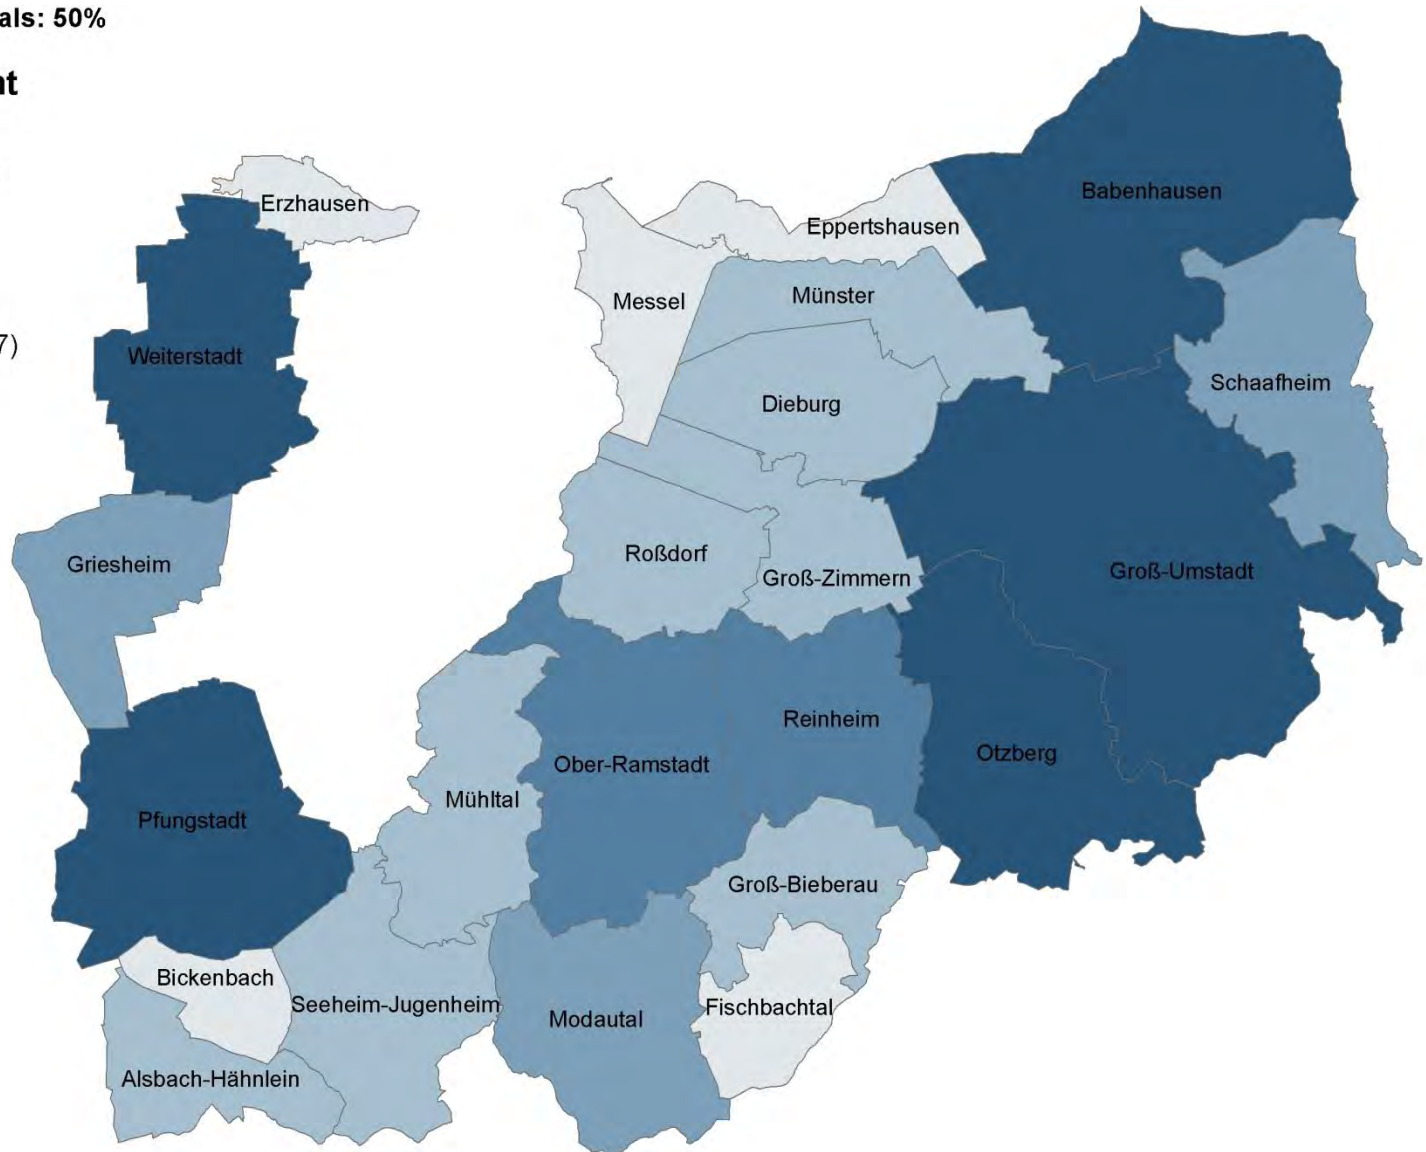 als: 50%
nt
7)
Erzhausen
Babenhausen
Eppertshausen
Messel
Münster
Weiterstadt
Schaafheim
Dieburg
Roßdorf
Griesheim
Groß-Zimmern
Groß-Umstadt
Reinheim
Otzberg
Ober-Ramstadt
Mühltal
Pfungstadt
Groß-Bieberau
Bickenbach
Seeheim-Jugenheim
Fischbachtal
Modautal
Alsbach-Hähnlein